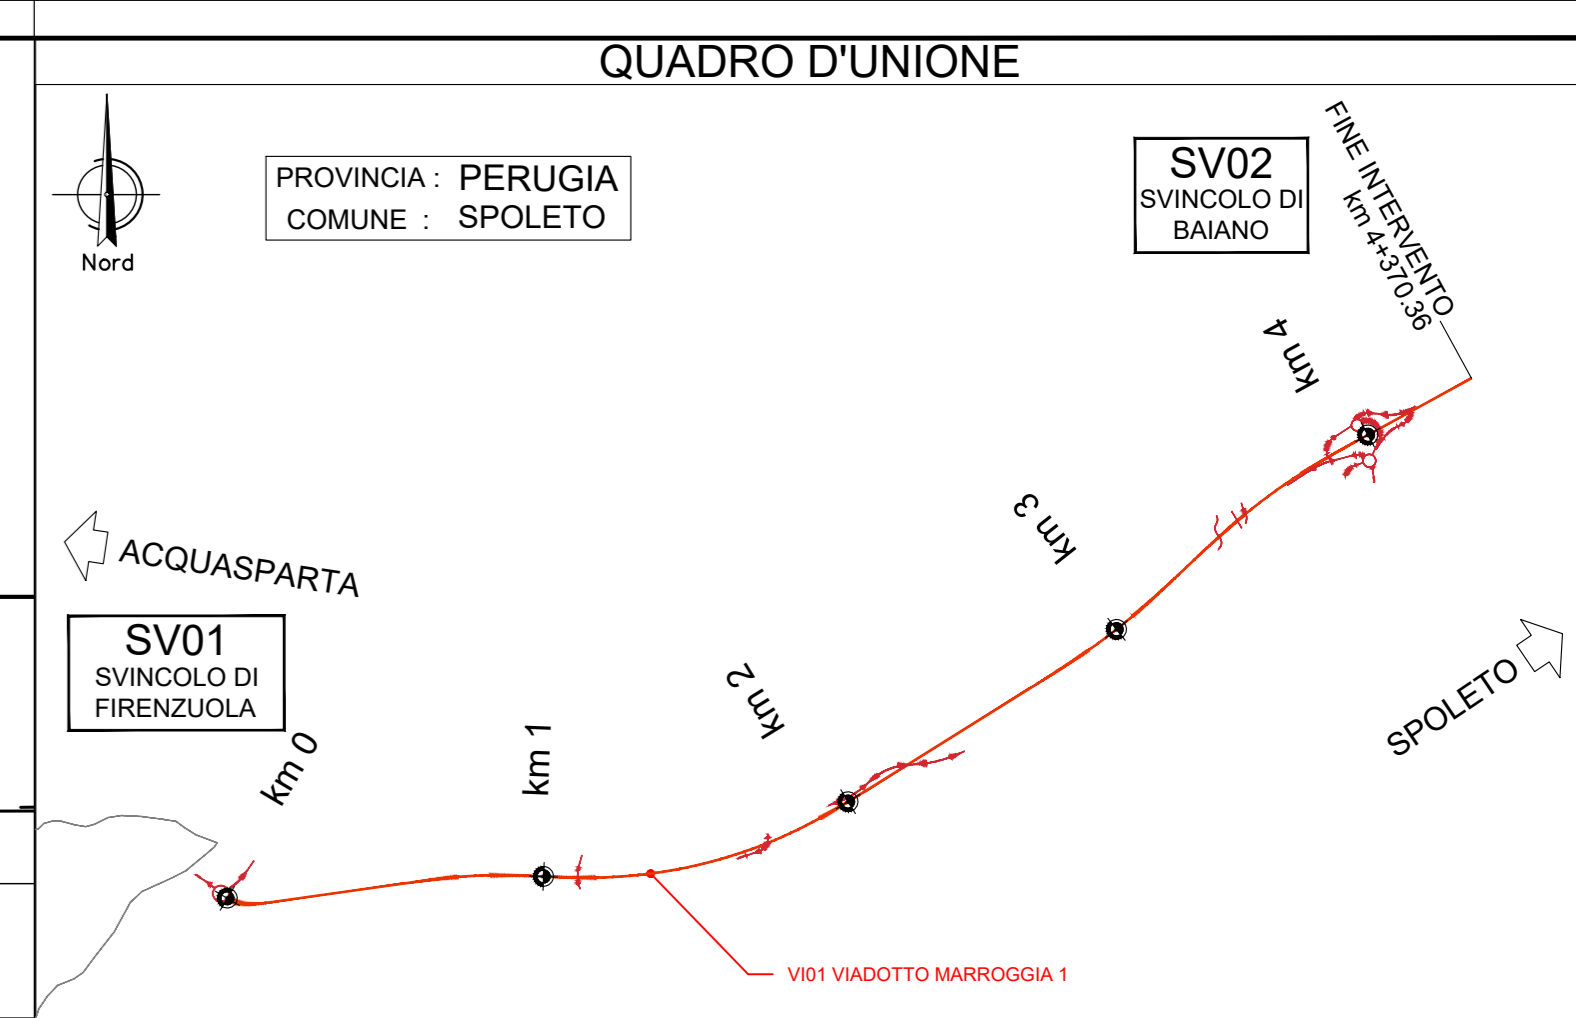 QUADRO D'UNIONE
Nord
PROVINCIA : PERUGIA
COMUNE : SPOLETO
SV02
SVINCOLO DI
BAIANO
FINE INTERVENTO
km 4+370.36
km 4
km 3
ACQUASPARTA
SV01
SVINCOLO DI
FIRENZUOLA
km 2
km 1
km 0
SPOLETO
VI01 VIADOTTO MARROGGIA 1